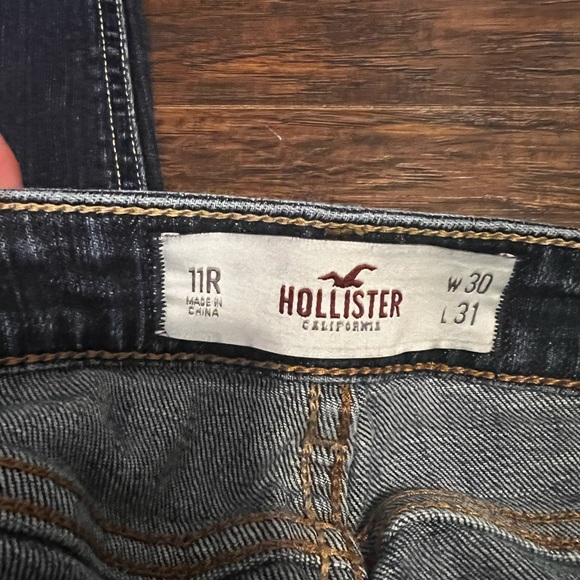 11R
MADE IN
CHINA
HOLLISTER
CALIFORNIA
W 30
L 31